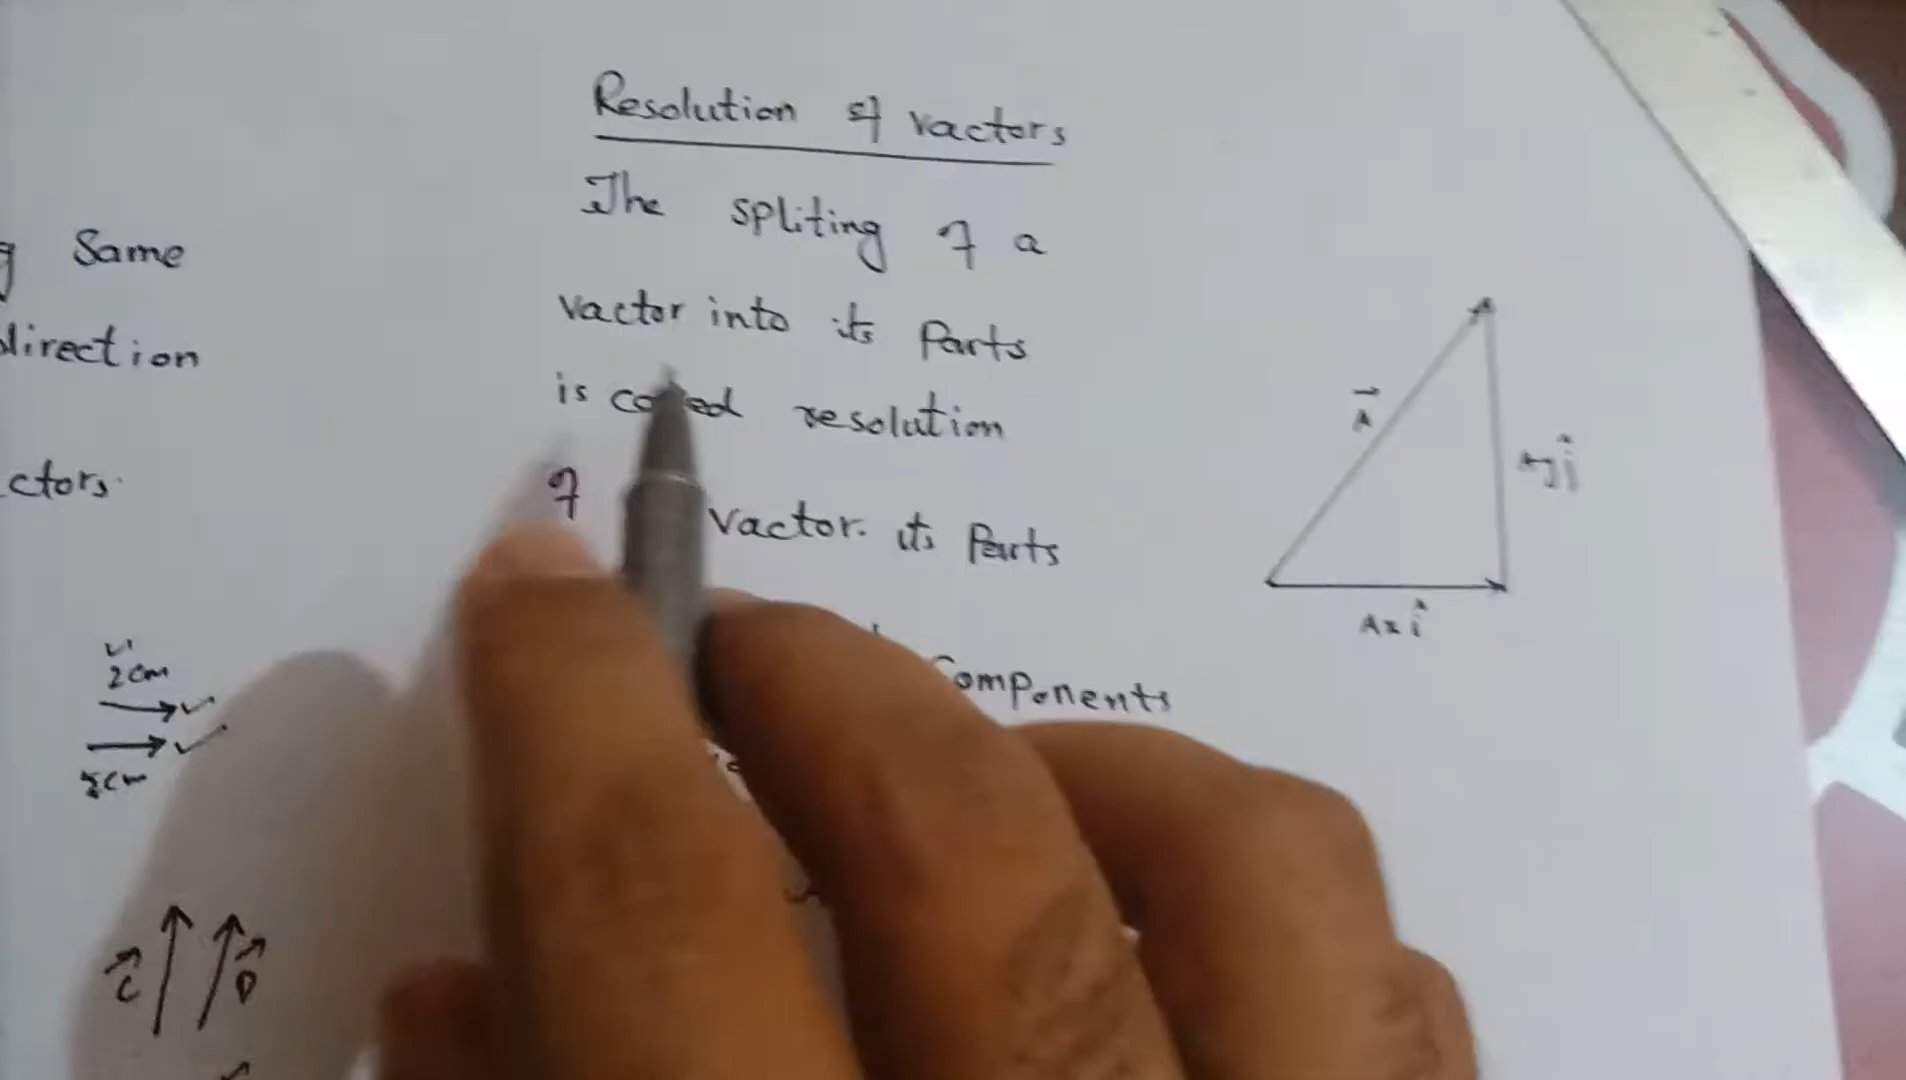 Resolution of vactors
The spliting of a
vactor into its Parts
is called resolution
of vactor. its Parts
Components
Same
direction
ctors.
2cm
C D
A
Ax i
Ay j